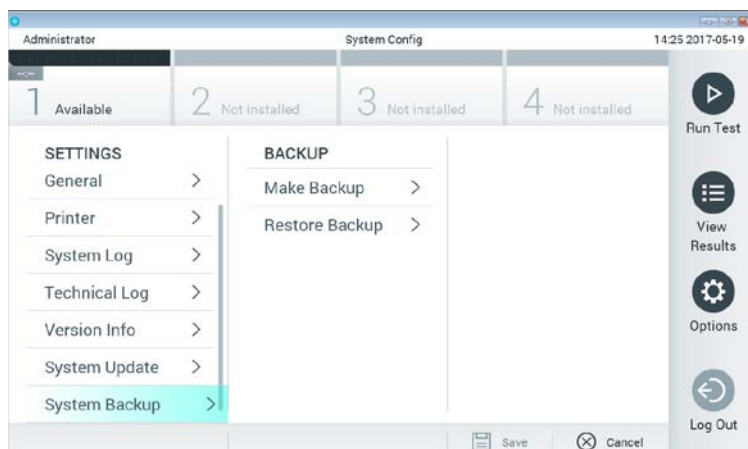 Administrator System Config 14:25 2017-05-19
1 Available 2 Not installed 3 Not installed 4 Not installed
Run Test
SETTINGS BACKUP
General >
Make Backup >
Printer >
Restore Backup >
View
Results
System Log >
Technical Log >
Version Info >
Options
System Update >
System Backup >
Log Out
Save Cancel